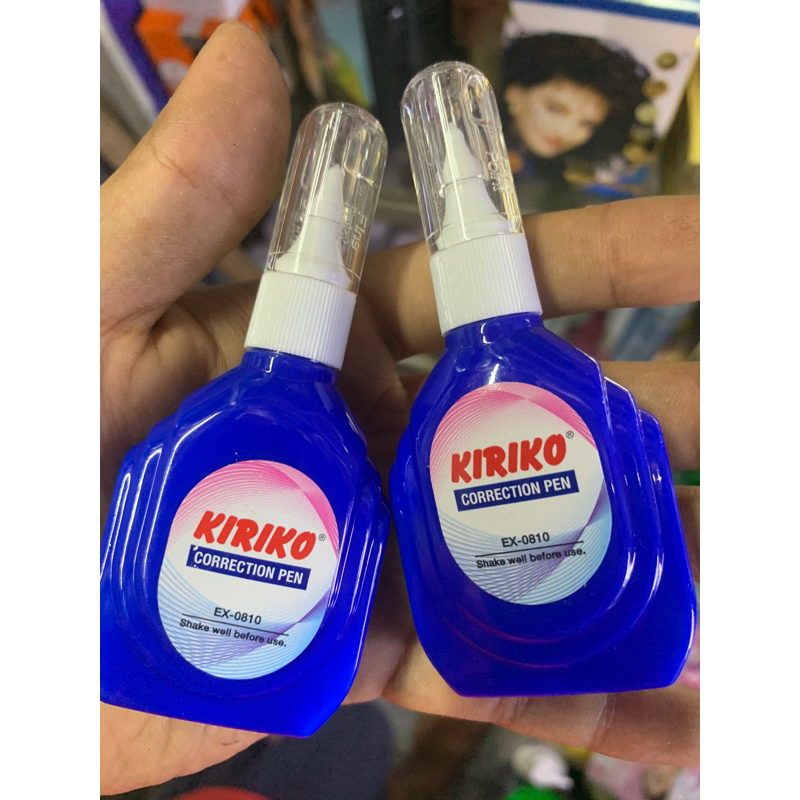 KIRIKO®
CORRECTION PEN
EX-0810
Shake well before use.
KIRIKO®
CORRECTION PEN
EX-0810
Shake well before use.